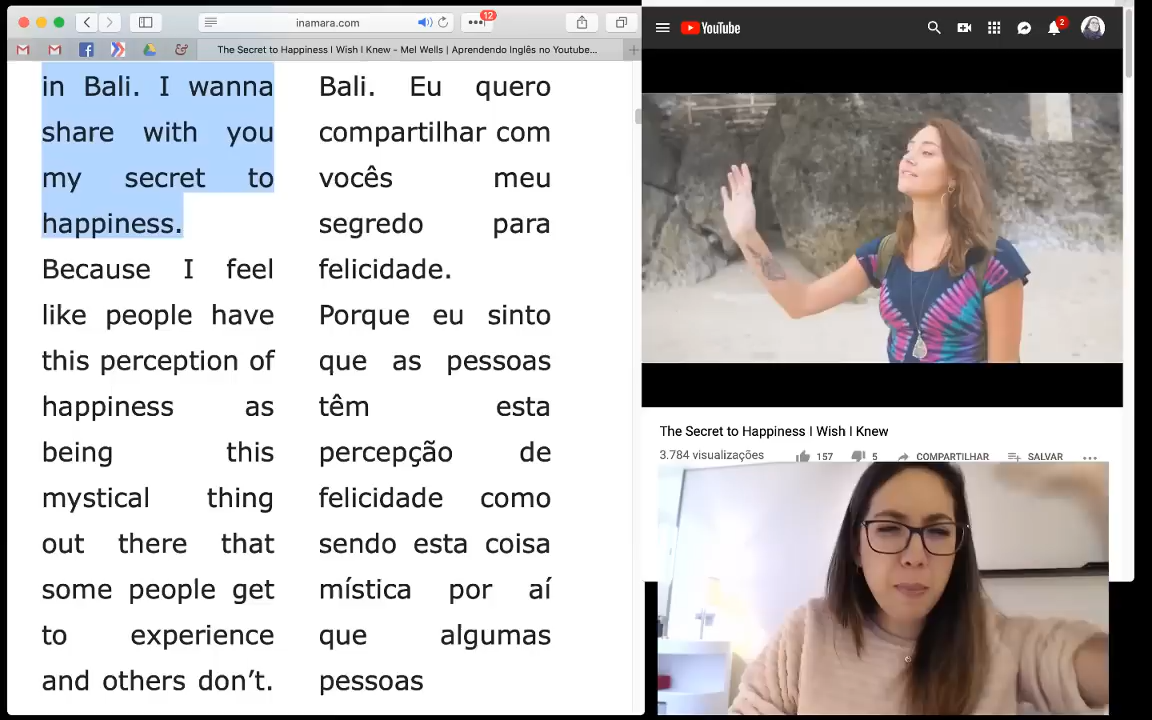 inamara.com
12
The Secret to Happiness I Wish I Knew - Mel Wells | Aprendendo Inglês no Youtube...
in Bali. I wanna
share with you
my secret to
happiness.
Because I feel
like people have
this perception of
happiness as
being this
mystical thing
out there that
some people get
to experience
and others don't.
Bali. Eu quero
compartilhar com
vocês meu
segredo para
felicidade.
Porque eu sinto
que as pessoas
têm esta
percepção de
felicidade como
sendo esta coisa
mística por aí
que algumas
pessoas
YouTube
2
The Secret to Happiness I Wish I Knew
3.784 visualizações
157
5
COMPARTILHAR
SALVAR